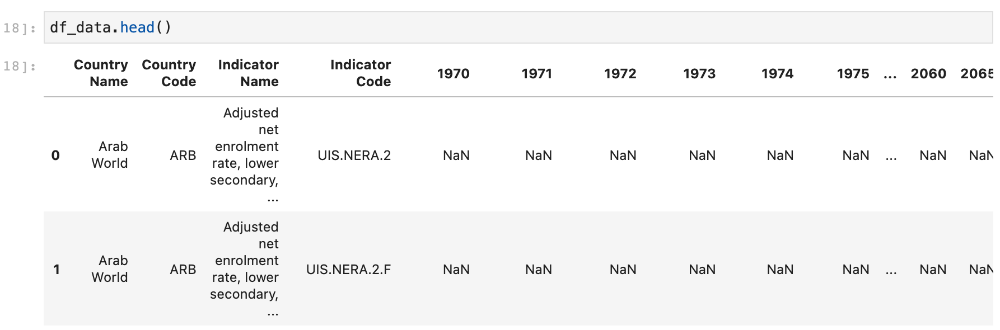 18]: df_data.head()
18]:
Country Name Country Code Indicator Name Indicator Code 1970 1971 1972 1973 1974 1975 ... 2060 2065
0 Arab World ARB Adjusted net enrolment rate, lower secondary, ... UIS.NERA.2 NaN NaN NaN NaN NaN NaN ... NaN NaN
1 Arab World ARB Adjusted net enrolment rate, lower secondary, ... UIS.NERA.2.F NaN NaN NaN NaN NaN NaN ... NaN NaN